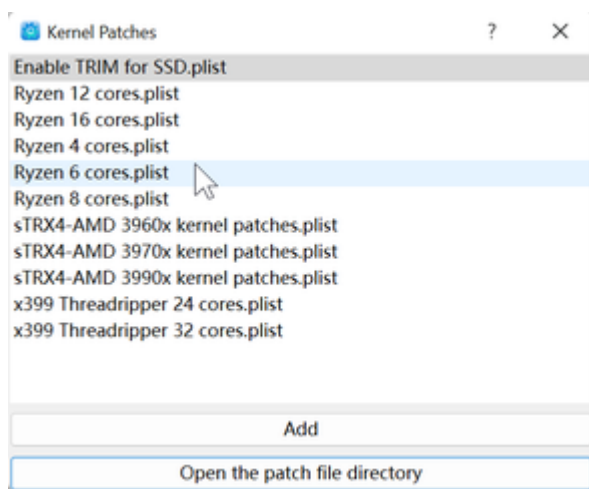 Kernel Patches
Enable TRIM for SSD.plist
Ryzen 12 cores.plist
Ryzen 16 cores.plist
Ryzen 4 cores.plist
Ryzen 6 cores.plist
Ryzen 8 cores.plist
sTRX4-AMD 3960x kernel patches.plist
sTRX4-AMD 3970x kernel patches.plist
sTRX4-AMD 3990x kernel patches.plist
x399 Threadripper 24 cores.plist
x399 Threadripper 32 cores.plist
Add
Open the patch file directory